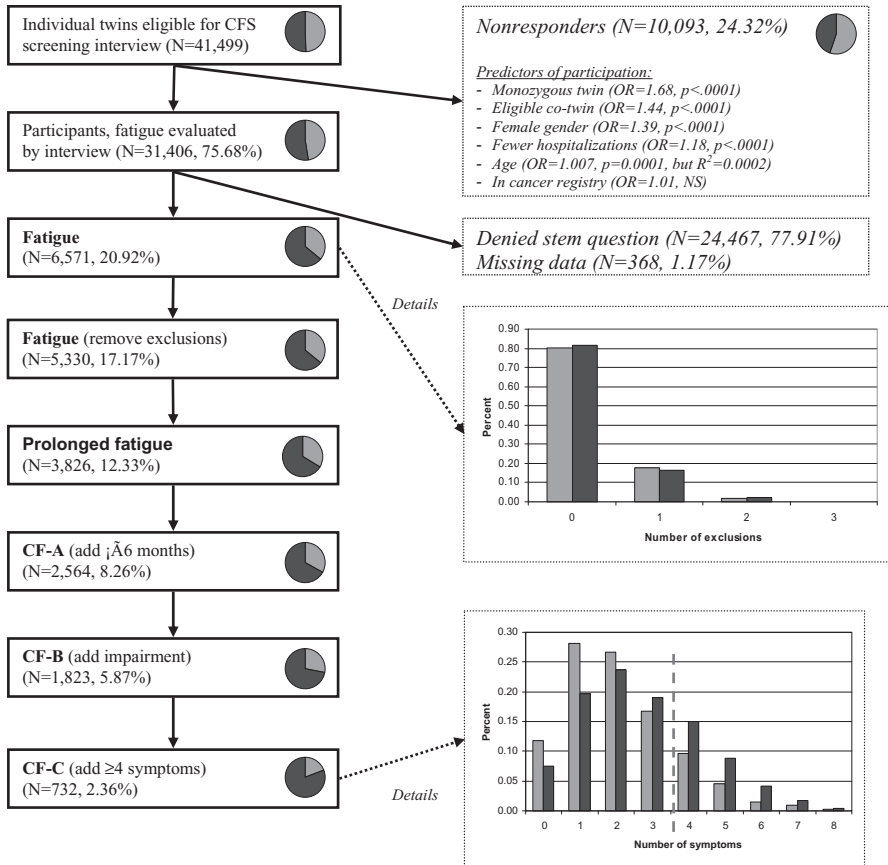 Individual twins eligible for CFS
screening interview (N=41,499)
Nonresponders (N=10,093, 24.32%)
Predictors of participation:
- Monozygous twin (OR=1.68, p<.0001)
- Eligible co-twin (OR=1.44, p<.0001)
- Female gender (OR=1.39, p<.0001)
- Fewer hospitalizations (OR=1.18, p<.0001)
- Age (OR=1.007, p=0.0001, but R²=0.0002)
- In cancer registry (OR=1.01, NS)
Participants, fatigue evaluated
by interview (N=31,406, 75.68%)
Fatigue
(N=6,571, 20.92%)
Denied stem question (N=24,467, 77.91%)
Missing data (N=368, 1.17%)
Details
Fatigue (remove exclusions)
(N=5,330, 17.17%)
Prolonged fatigue
(N=3,826, 12.33%)
CF-A (add ¡Ã6 months)
(N=2,564, 8.26%)
CF-B (add impairment)
(N=1,823, 5.87%)
CF-C (add ≥4 symptoms)
(N=732, 2.36%)
Details
0.90
0.80
0.70
0.60
0.50
0.40
0.30
0.20
0.10
0.00
Percent
0 1 2 3
Number of exclusions
0.30
0.25
0.20
0.15
0.10
0.05
0.00
Percent
0 1 2 3 4 5 6 7 8
Number of symptoms